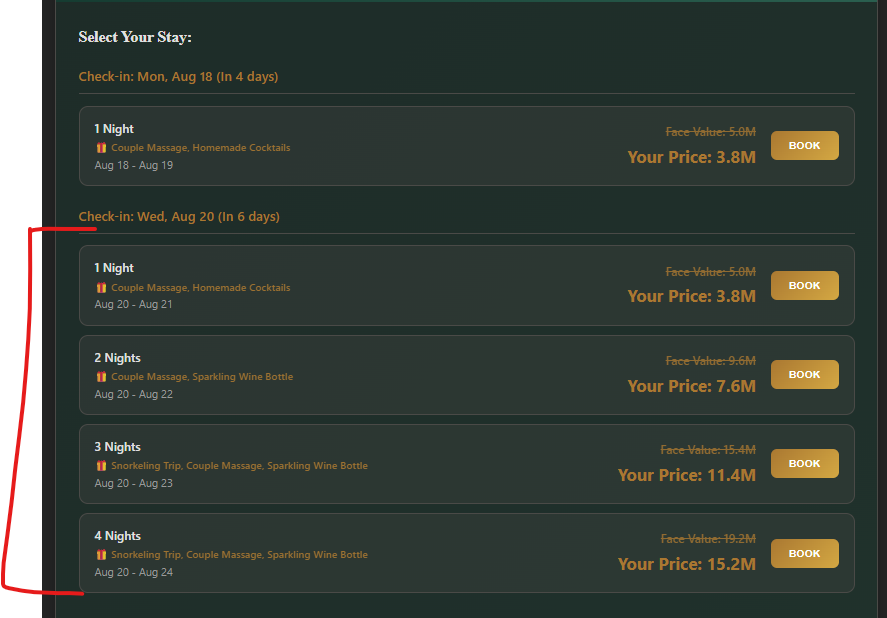 Select Your Stay:
Check-in: Mon, Aug 18 (In 4 days)
1 Night
Couple Massage, Homemade Cocktails
Aug 18 - Aug 19
Face Value: 5.0M
Your Price: 3.8M
BOOK
Check-in: Wed, Aug 20 (In 6 days)
1 Night
Couple Massage, Homemade Cocktails
Aug 20 - Aug 21
Face Value: 5.0M
Your Price: 3.8M
BOOK
2 Nights
Couple Massage, Sparkling Wine Bottle
Aug 20 - Aug 22
Face Value: 9.6M
Your Price: 7.6M
BOOK
3 Nights
Snorkeling Trip, Couple Massage, Sparkling Wine Bottle
Aug 20 - Aug 23
Face Value: 15.4M
Your Price: 11.4M
BOOK
4 Nights
Snorkeling Trip, Couple Massage, Sparkling Wine Bottle
Aug 20 - Aug 24
Face Value: 19.2M
Your Price: 15.2M
BOOK